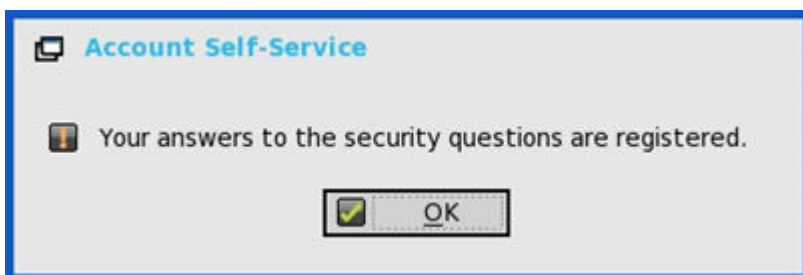 Account Self-Service
Your answers to the security questions are registered.
OK